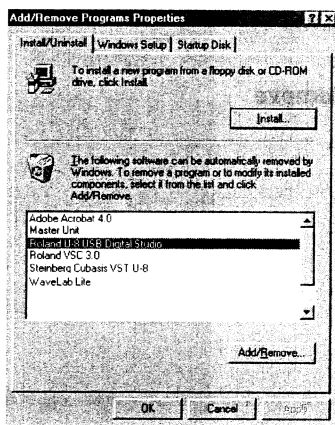 Add/Remove Programs Properties
Install/Uninstall Windows Setup Startup Disk
To install a new program from a floppy disk or CD-ROM
drive, click Install.
Install...
The following software can be automatically removed by
Windows. To remove a program or to modify its installed
components, select it from the list and click
Add/Remove.
Adobe Acrobat 4.0
Master Unit
Roland U-8 USB Digital Studio
Roland VSC 3.0
Steinberg Cubasis VST U-8
WaveLab Lite
Add/Remove...
OK Cancel Apply